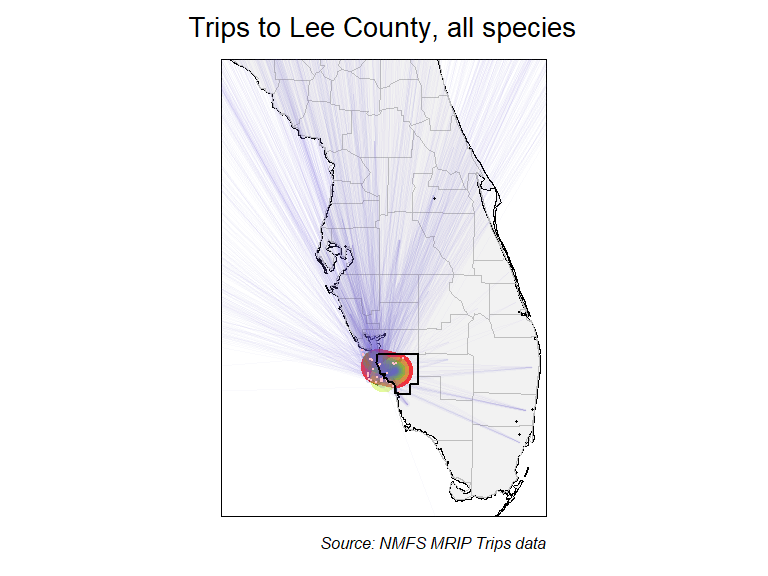 Trips to Lee County, all species
Source: NMFS MRIP Trips data